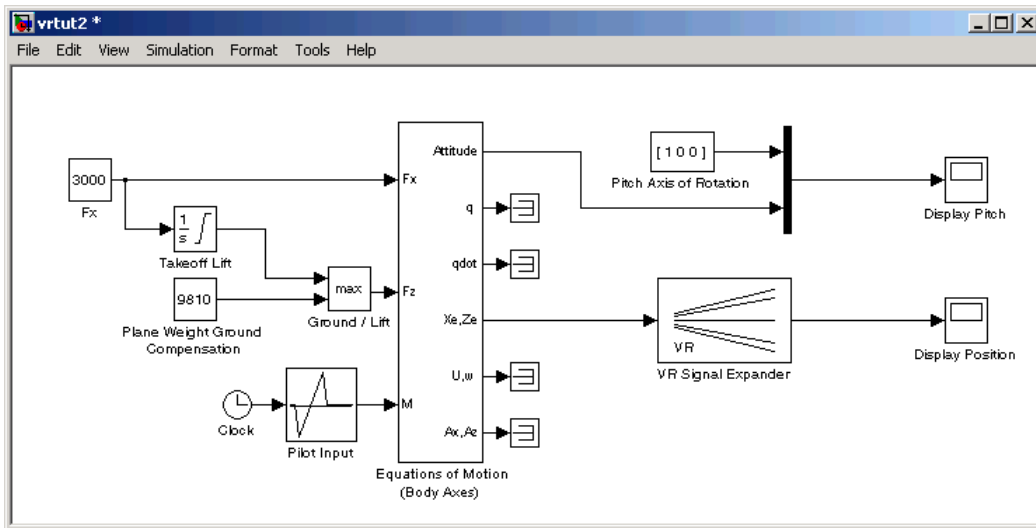 vrtut2 *
File Edit View Simulation Format Tools Help
3000
Fx
1
s
Takeoff Lift
9810
Plane Weight Ground
Compensation
max
Ground / Lift
Clock
Pilot Input
Fx
Fz
M
Attitude
q
qdot
Xe,Ze
U,w
Ax,Az
Equations of Motion
(Body Axes)
[ 1 0 0 ]
Pitch Axis of Rotation
Display Pitch
VR
VR Signal Expander
Display Position